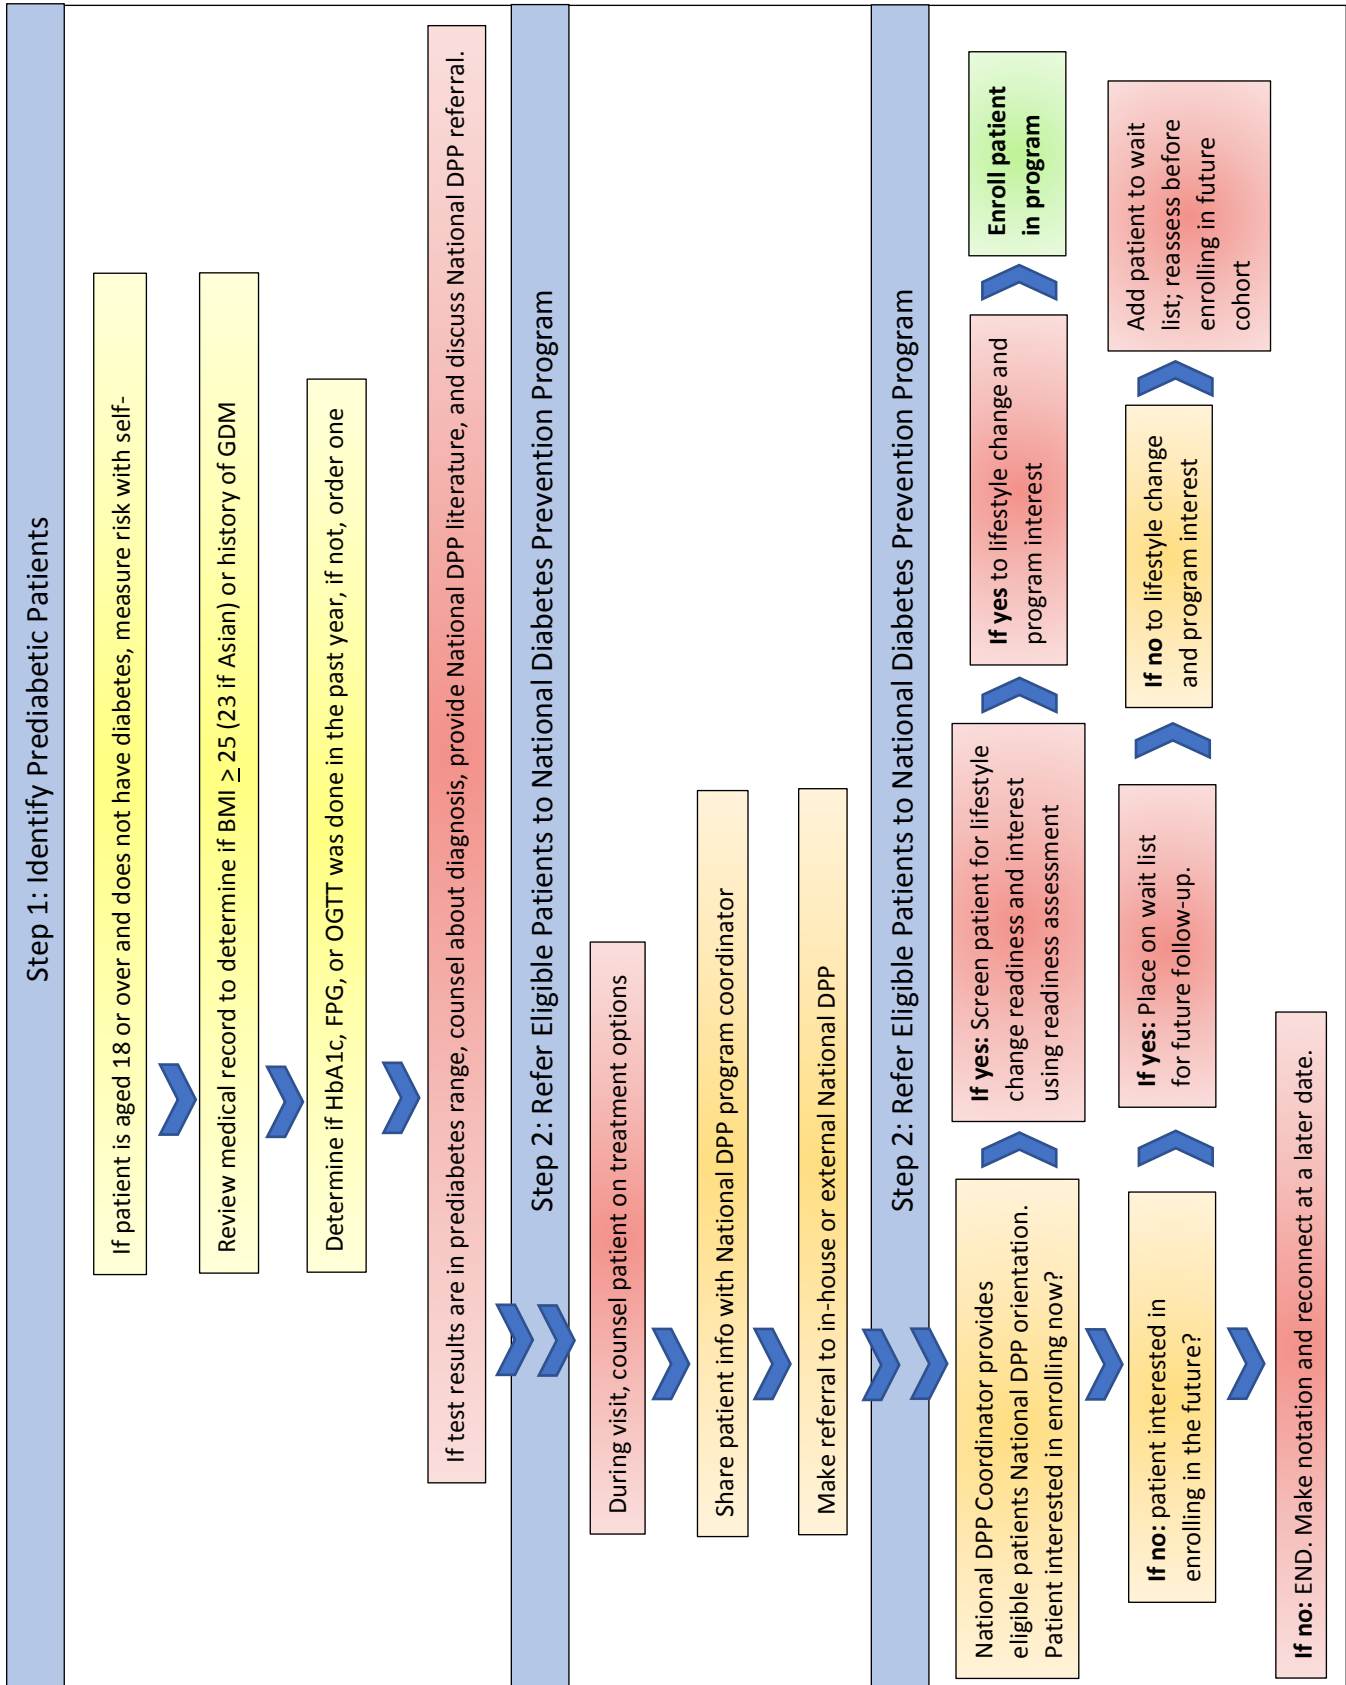 Step 1: Identify Prediabetic Patients
If patient is aged 18 or over and does not have diabetes, measure risk with self-
Review medical record to determine if BMI ≥ 25 (23 if Asian) or history of GDM
Determine if HbA1c, FPG, or OGTT was done in the past year, if not, order one
If test results are in prediabetes range, counsel about diagnosis, provide National DPP literature, and discuss National DPP referral.
Step 2: Refer Eligible Patients to National Diabetes Prevention Program
During visit, counsel patient on treatment options
Share patient info with National DPP program coordinator
Make referral to in-house or external National DPP
Step 2: Refer Eligible Patients to National Diabetes Prevention Program
National DPP Coordinator provides
eligible patients National DPP orientation.
Patient interested in enrolling now?
If yes: Screen patient for lifestyle
change readiness and interest
using readiness assessment
If yes to lifestyle change and
program interest
Enroll patient
in program
If no: patient interested in
enrolling in the future?
If yes: Place on wait list
for future follow-up.
If no to lifestyle change
and program interest
Add patient to wait
list; reassess before
enrolling in future
cohort
If no: END. Make notation and reconnect at a later date.